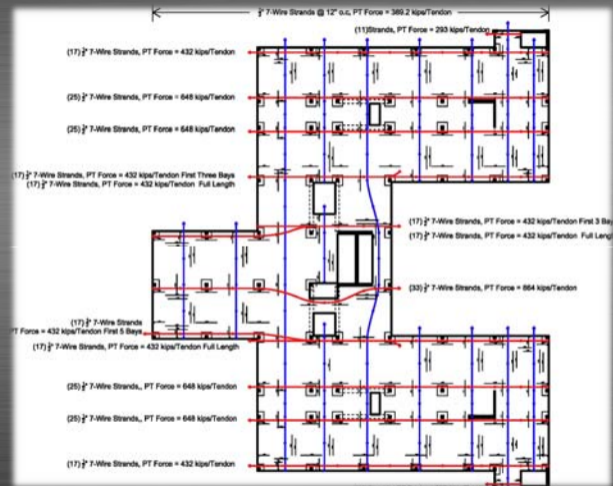 ½" 7-Wire Strands @ 12" o.c, PT Force = 389.2 kips/Tendon
(11)Strands, PT Force = 293 kips/Tendon
(17) ½" 7-Wire Strands, PT Force = 432 kips/Tendon
(25) ½" 7-Wire Strands, PT Force = 648 kips/Tendon
(25) ½" 7-Wire Strands, PT Force = 648 kips/Tendon
(17) ½" 7-Wire Strands, PT Force = 432 kips/Tendon First Three Bays
(17) ½" 7-Wire Strands, PT Force = 432 kips/Tendon Full Length
(17) ½" 7-Wire Strands, PT Force = 432 kips/Tendon First 3 Bay
(17) ½" 7-Wire Strands, PT Force = 432 kips/Tendon Full Lengt
(33) ½" 7-Wire Strands, PT Force = 864 kips/Tendon
(17) ½" 7-Wire Strands
PT Force = 432 kips/Tendon First 5 Bays
(17) ½" 7-Wire Strands, PT Force = 432 kips/Tendon Full Length
(25) ½" 7-Wire Strands,, PT Force = 648 kips/Tendon
(25) ½" 7-Wire Strands,, PT Force = 648 kips/Tendon
(17) ½" 7-Wire Strands, PT Force = 432 kips/Tendon